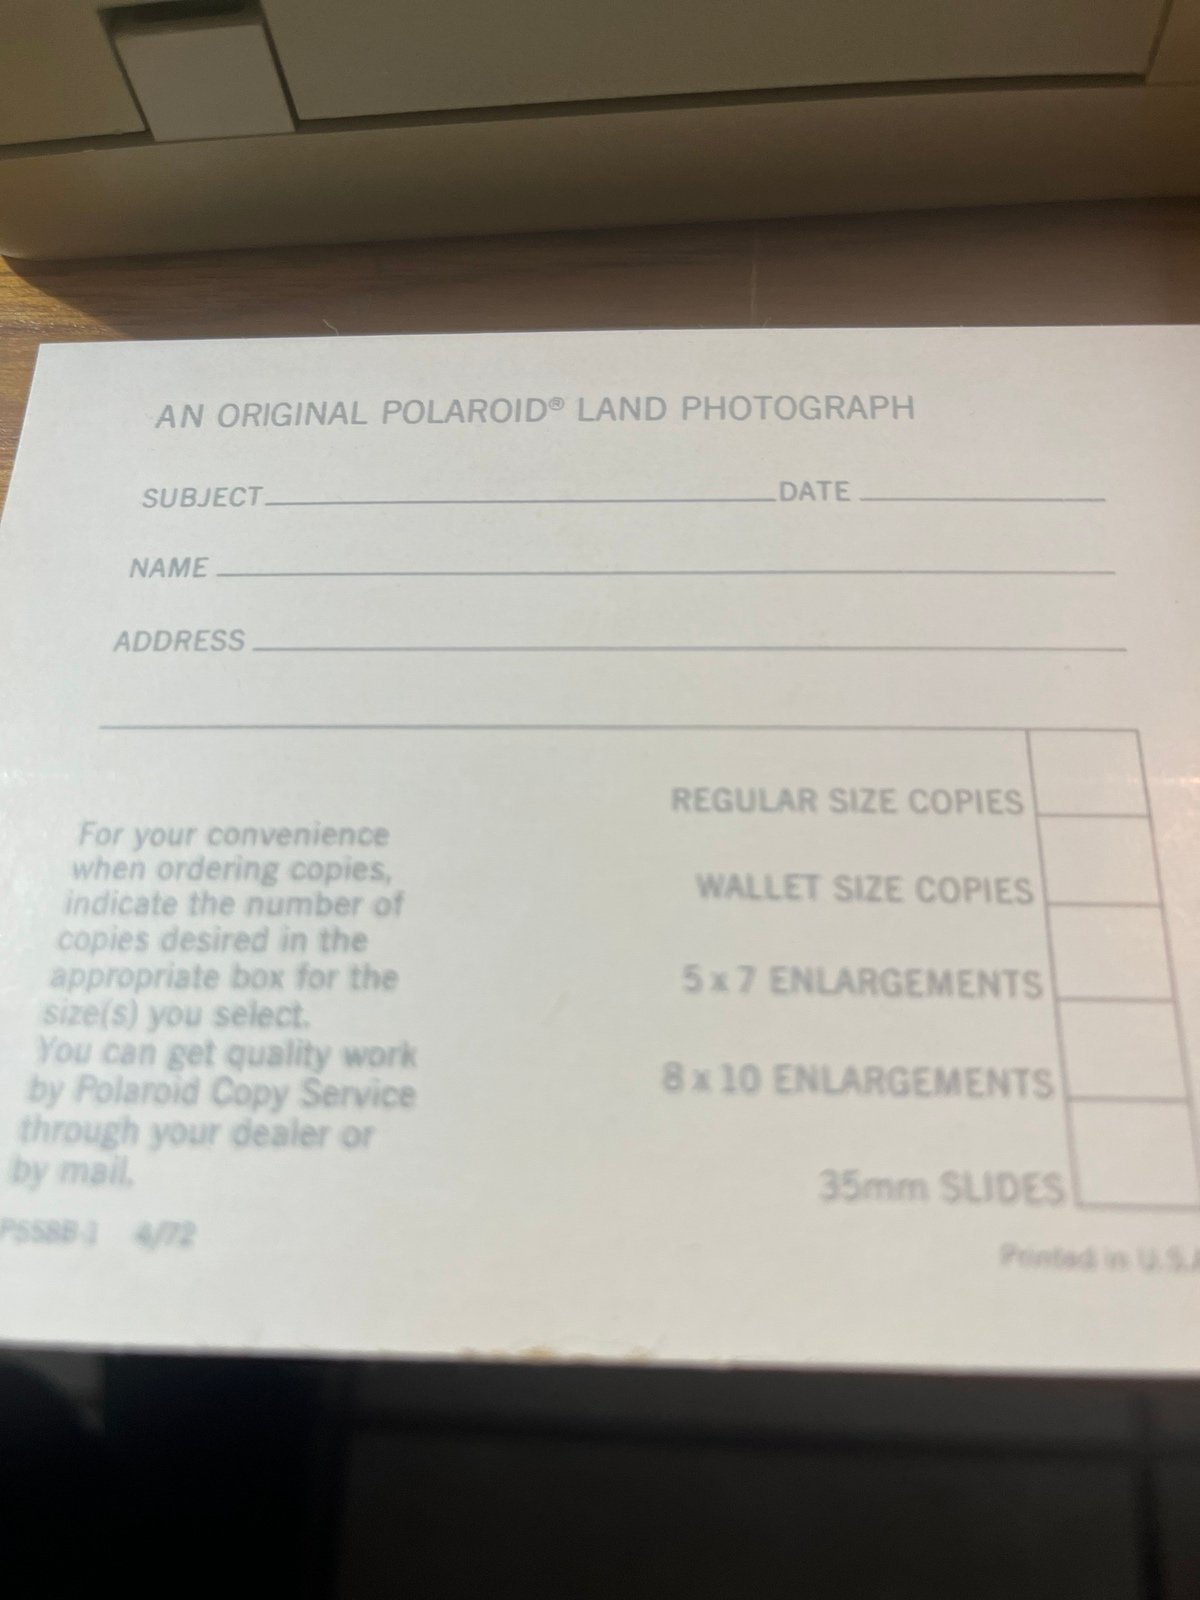 AN ORIGINAL POLAROID® LAND PHOTOGRAPH
SUBJECT DATE
NAME
ADDRESS
REGULAR SIZE COPIES
WALLET SIZE COPIES
5 x 7 ENLARGEMENTS
8 x 10 ENLARGEMENTS
35mm SLIDES
For your convenience
when ordering copies,
indicate the number of
copies desired in the
appropriate box for the
size(s) you select.
You can get quality work
by Polaroid Copy Service
through your dealer or
by mail.
4/72
Printed in U.S.A